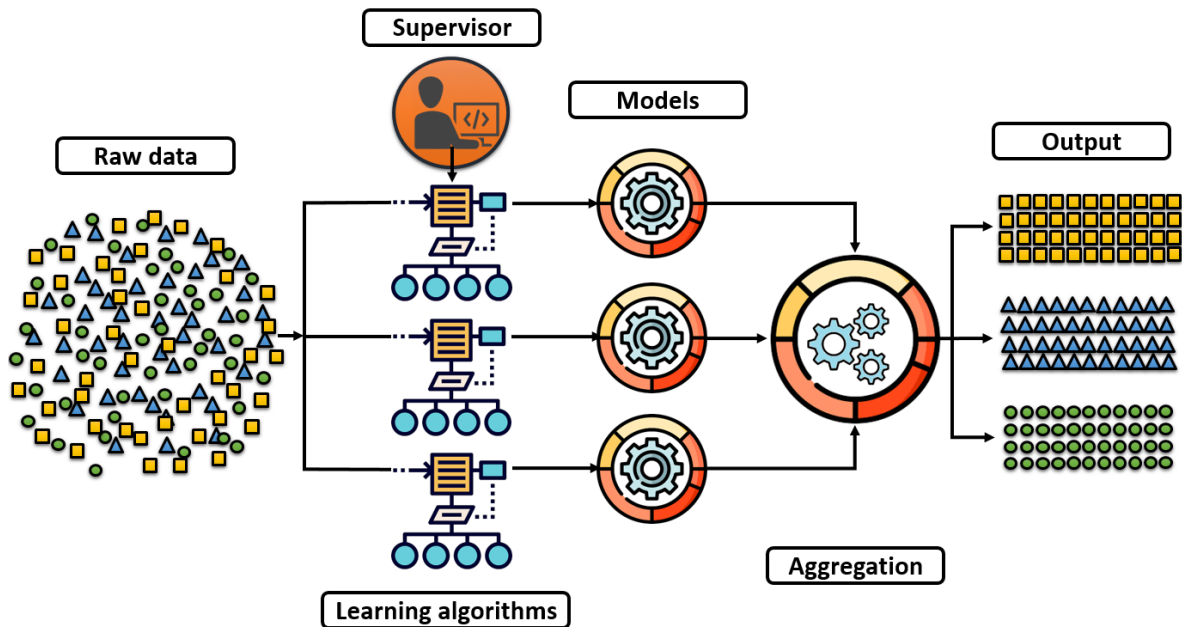 Supervisor
Models
Raw data
Output
</>
Aggregation
Learning algorithms